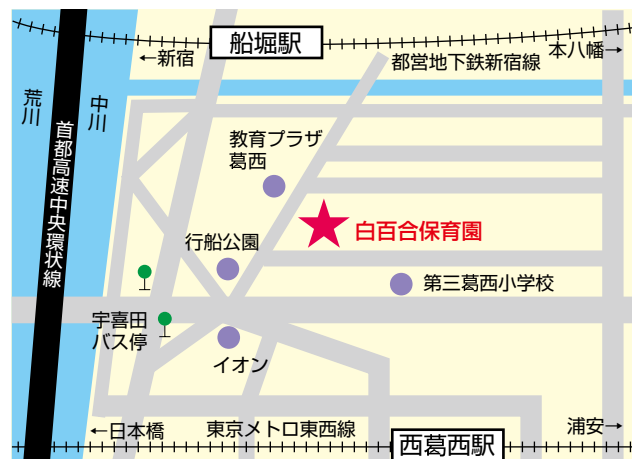 船堀駅
←新宿
本八幡→
都営地下鉄新宿線
荒川
中川
首都高速中央環状線
教育プラザ
葛西
白百合保育園
行船公園
第三葛西小学校
宇喜田
バス停
イオン
←日本橋
東京メトロ東西線
浦安→
西葛西駅